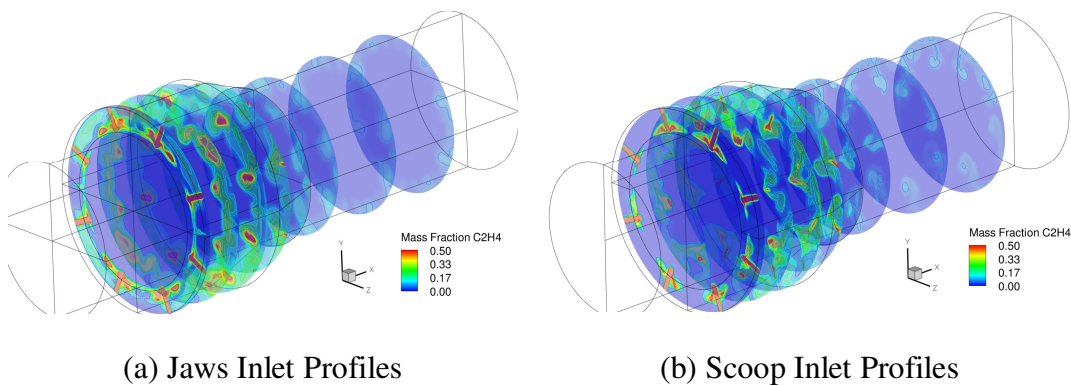 Mass Fraction C2H4
0.50
0.33
0.17
0.00
Y
X
Z
(a) Jaws Inlet Profiles
Mass Fraction C2H4
0.50
0.33
0.17
0.00
Y
X
Z
(b) Scoop Inlet Profiles